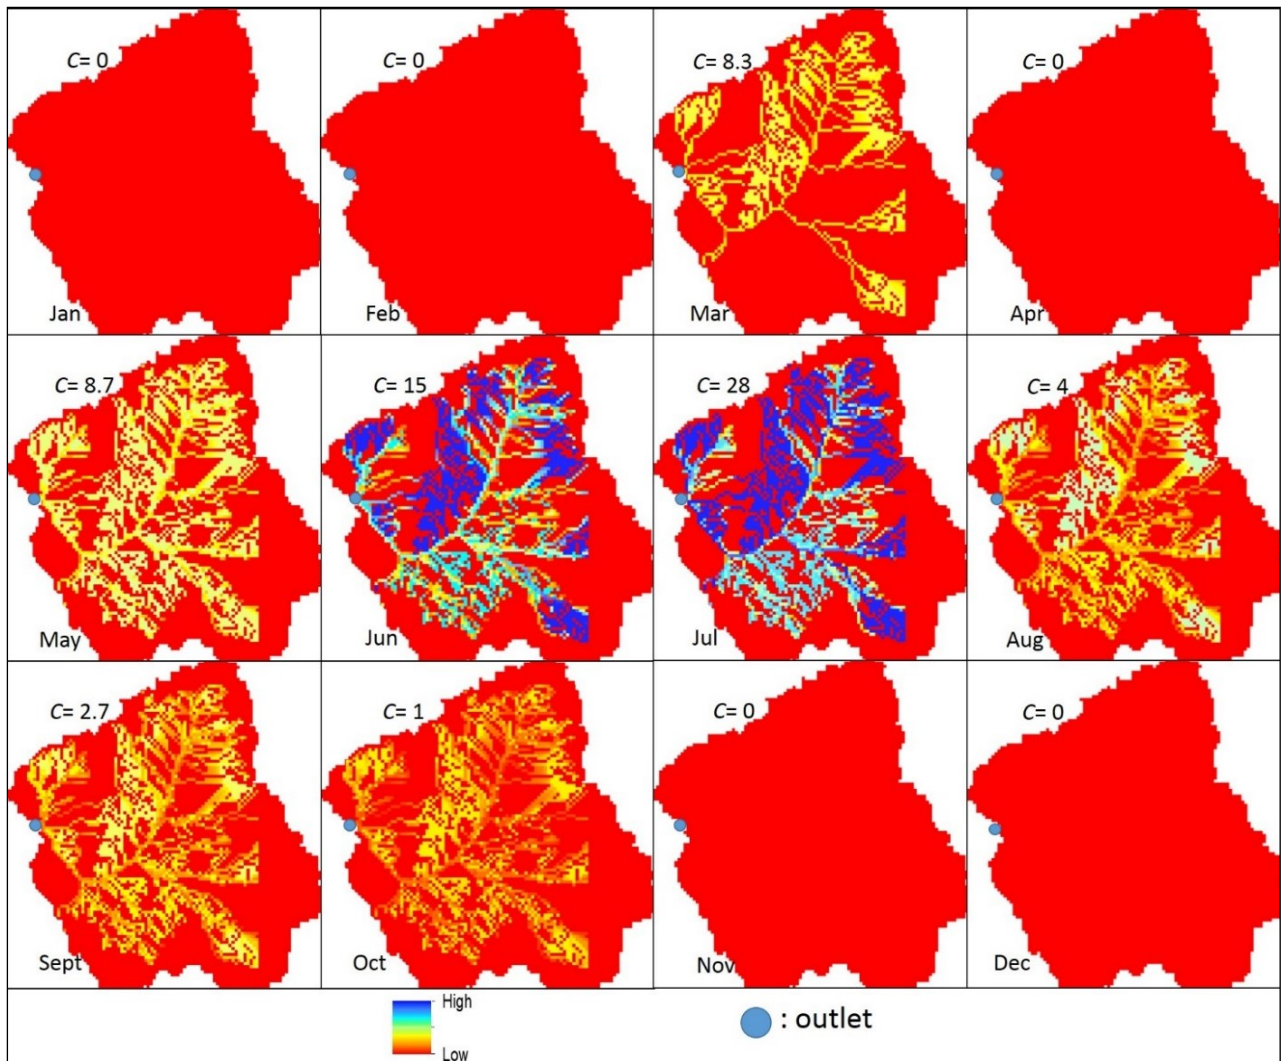 C= 0
C= 0
C= 8.3
C= 0
Jan
Feb
Mar
Apr
C= 8.7
C= 15
C= 28
C= 4
May
Jun
Jul
Aug
C= 2.7
C= 1
C= 0
C= 0
Sept
Oct
Nov
Dec
High
Low
: outlet